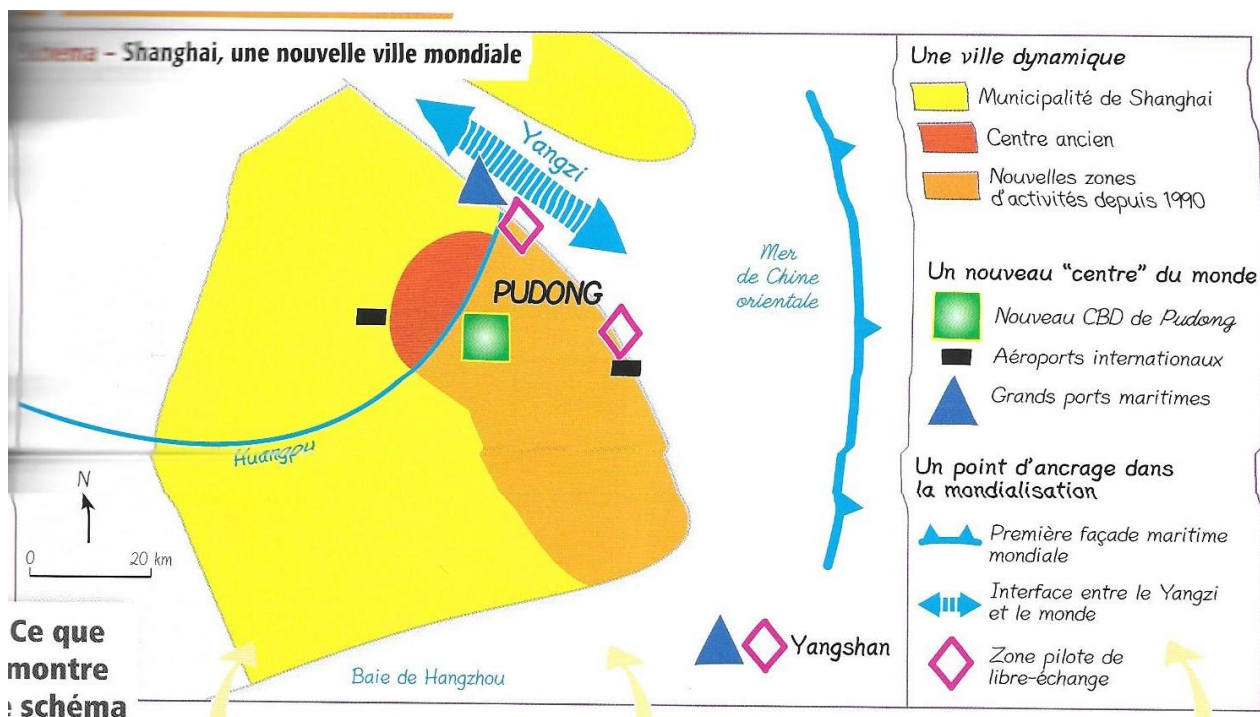 Schema – Shanghai, une nouvelle ville mondiale
Yangzi
PUDONG
Mer
de Chine
orientale
Huangpu
N
0 20 km
Yangshan
Baie de Hangzhou
Ce que
montre
schéma
Une ville dynamique
Municipalité de Shanghai
Centre ancien
Nouvelles zones
d'activités depuis 1990
Un nouveau "centre" du monde
Nouveau CBD de Pudong
Aéroports internationaux
Grands ports maritimes
Un point d'ancrage dans
la mondialisation
Première façade maritime
mondiale
Interface entre le Yangzi
et le monde
Zone pilote de
libre-échange